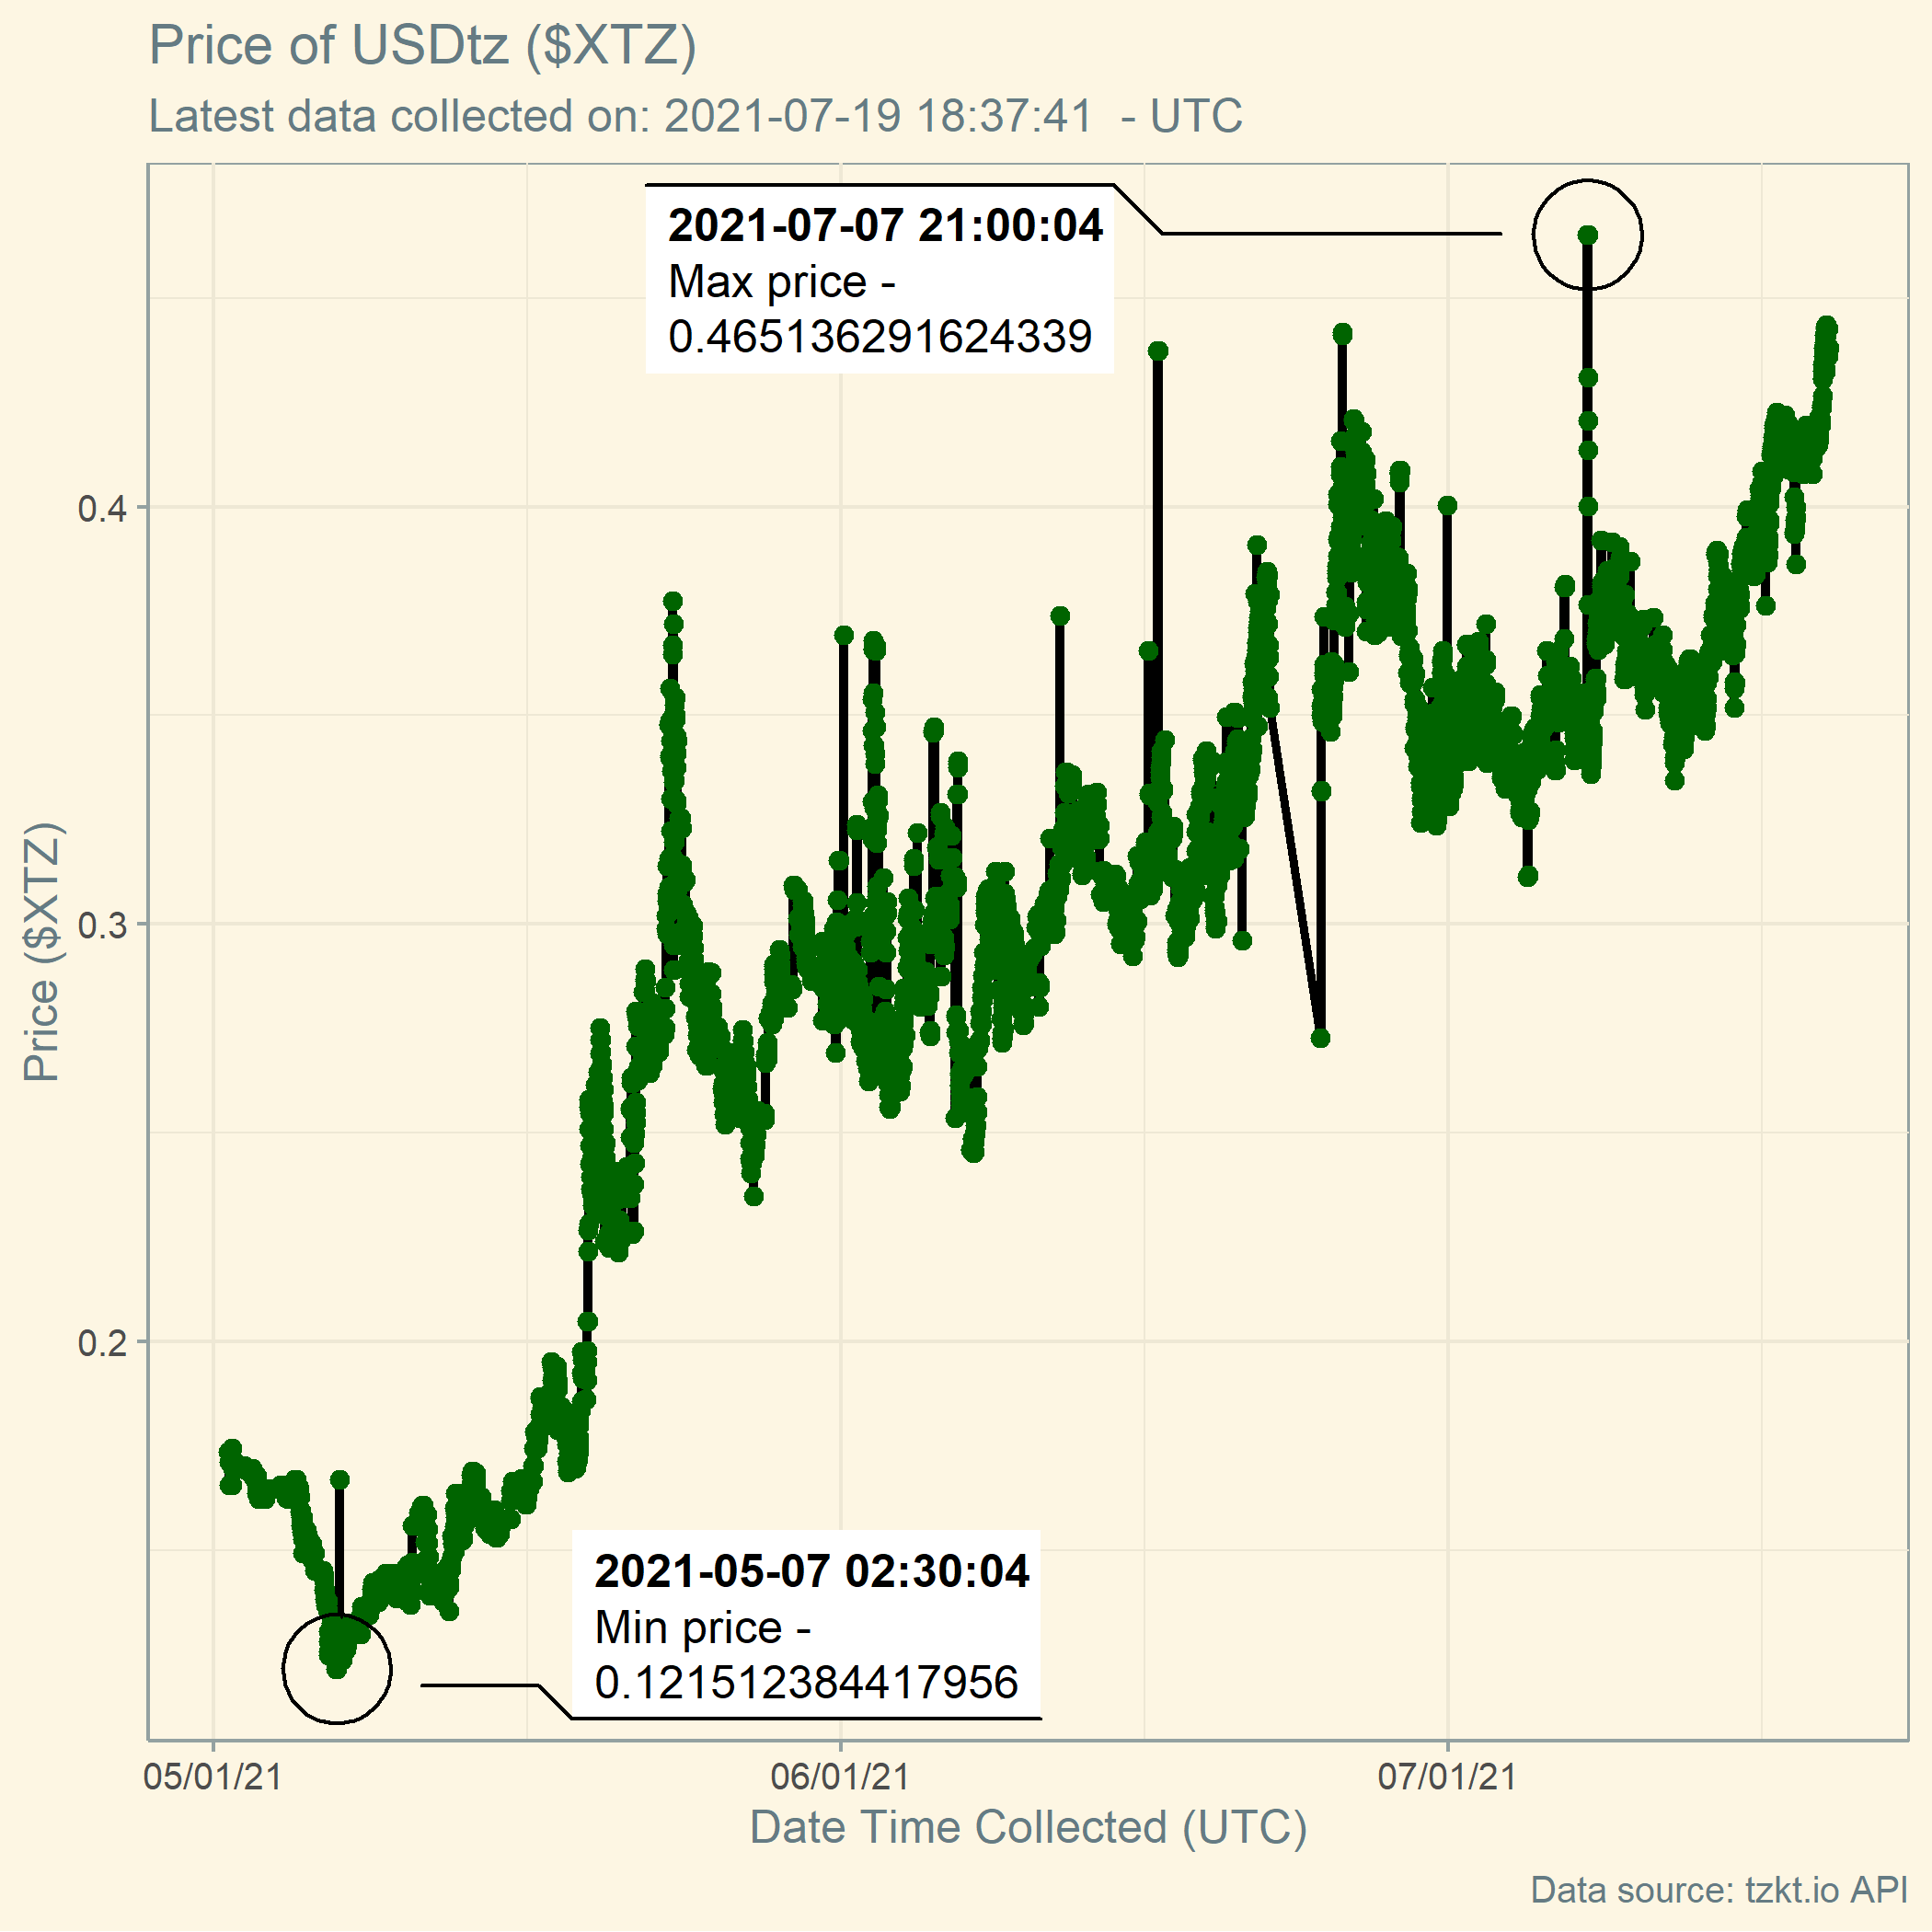 Price of USDtz ($XTZ)
Latest data collected on: 2021-07-19 18:37:41  - UTC
2021-07-07 21:00:04
Max price -
0.465136291624339
0.4
0.3
0.2
Price ($XTZ)
2021-05-07 02:30:04
Min price -
0.121512384417956
05/01/21
06/01/21
07/01/21
Date Time Collected (UTC)
Data source: tzkt.io API